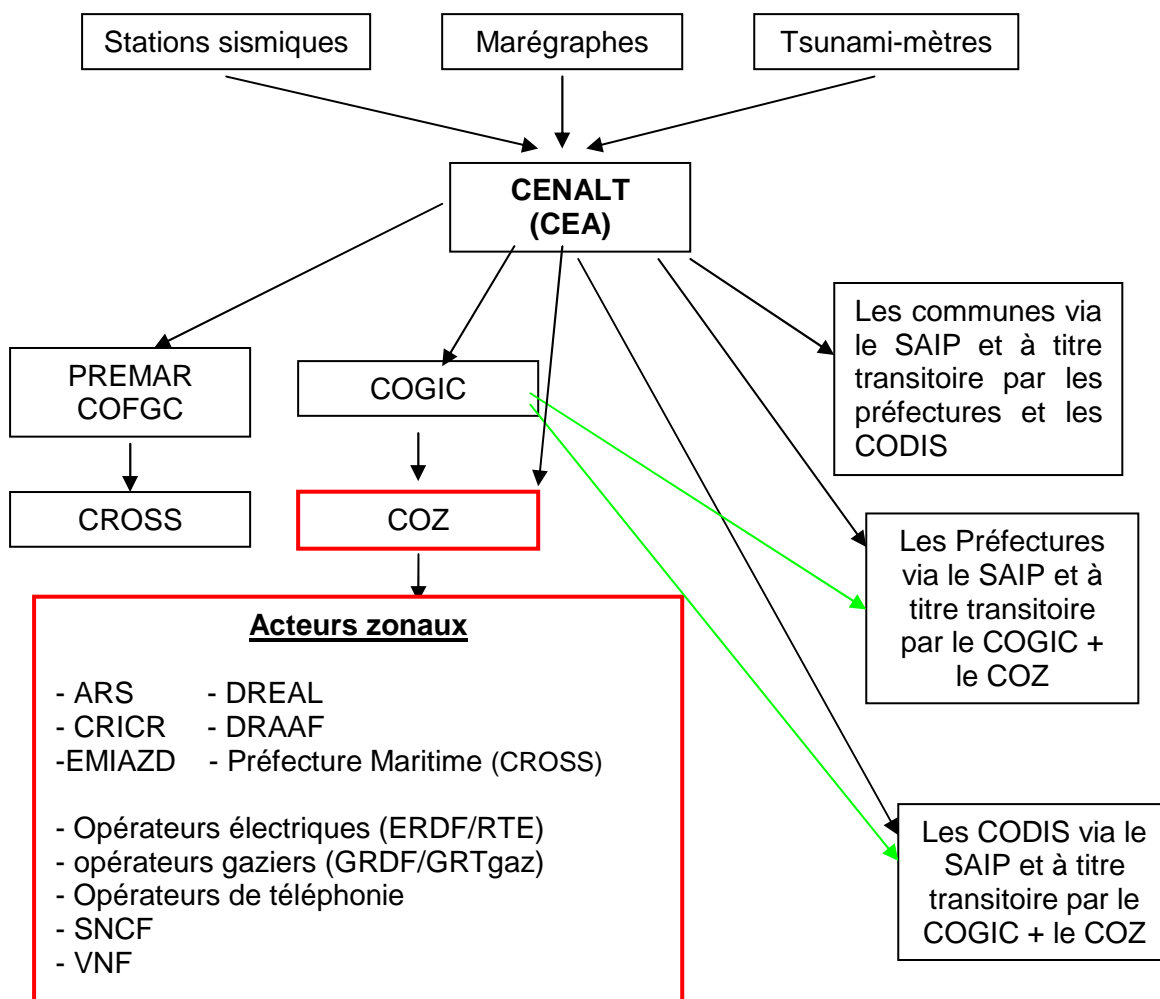 Stations sismiques
Marégraphes
Tsunami-mètres
CENALT
(CEA)
PREMAR
COFGC
COGIC
CROSS
COZ
Les communes via
le SAIP et à titre
transitoire par les
préfectures et les
CODIS
Les Préfectures
via le SAIP et à
titre transitoire
par le COGIC +
le COZ
Les CODIS via le
SAIP et à titre
transitoire par le
COGIC + le COZ
Acteurs zonaux
- ARS - DREAL
- CRICR - DRAAF
-EMIAZD - Préfecture Maritime (CROSS)
- Opérateurs électriques (ERDF/RTE)
- opérateurs gaziers (GRDF/GRTgaz)
- Opérateurs de téléphonie
- SNCF
- VNF